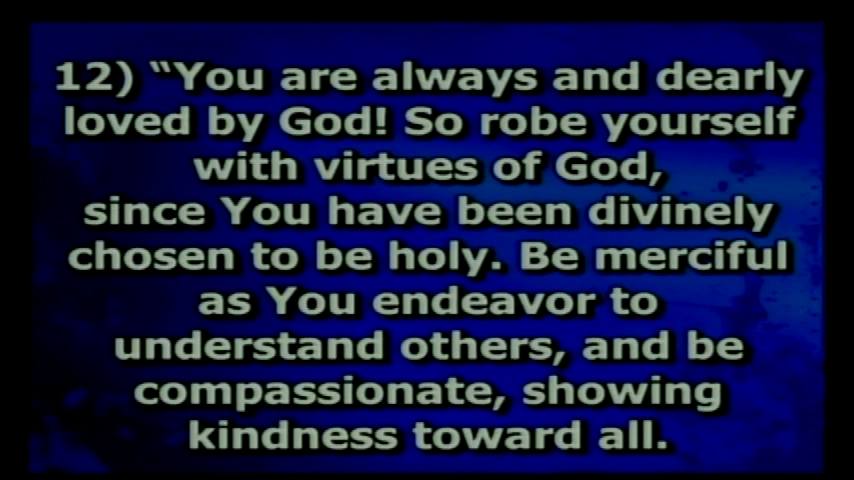 12) “You are always and dearly
loved by God! So robe yourself
with virtues of God,
since You have been divinely
chosen to be holy. Be merciful
as You endeavor to
understand others, and be
compassionate, showing
kindness toward all.